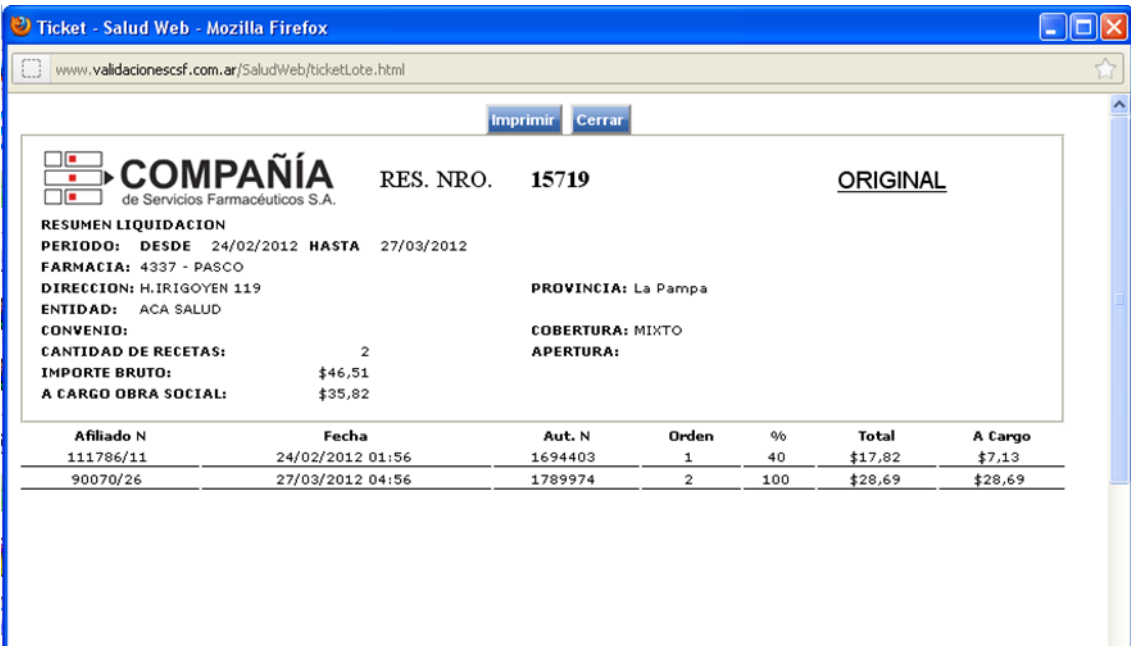 Ticket - Salud Web - Mozilla Firefox
www.validacionescsf.com.ar/SaludWeb/ticketLote.html
Imprimir Cerrar
COMPAÑÍA
de Servicios Farmacéuticos S.A.
RES. NRO. 15719 ORIGINAL
RESUMEN LIQUIDACION
PERIODO: DESDE 24/02/2012 HASTA 27/03/2012
FARMACIA: 4337 - PASCO
DIRECCION: H.IRIGOYEN 119 PROVINCIA: La Pampa
ENTIDAD: ACA SALUD
CONVENIO: COBERTURA: MIXTO
CANTIDAD DE RECETAS: 2 APERTURA:
IMPORTE BRUTO: $46,51
A CARGO OBRA SOCIAL: $35,82
Afiliado N Fecha Aut. N Orden % Total A Cargo
111786/11 24/02/2012 01:56 1694403 1 40 $17,82 $7,13
90070/26 27/03/2012 04:56 1789974 2 100 $28,69 $28,69